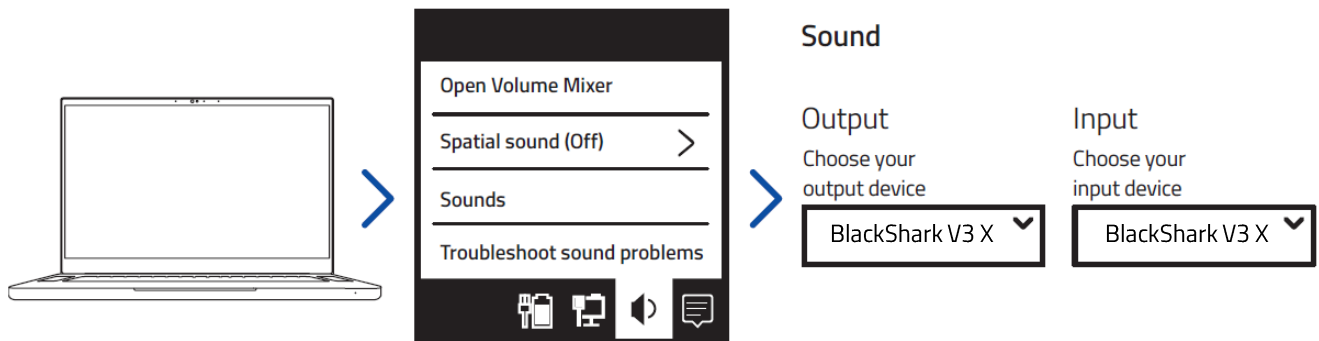 Open Volume Mixer
Spatial sound (Off)
Sounds
Troubleshoot sound problems
Sound
Output
Choose your
output device
BlackShark V3 X
Input
Choose your
input device
BlackShark V3 X